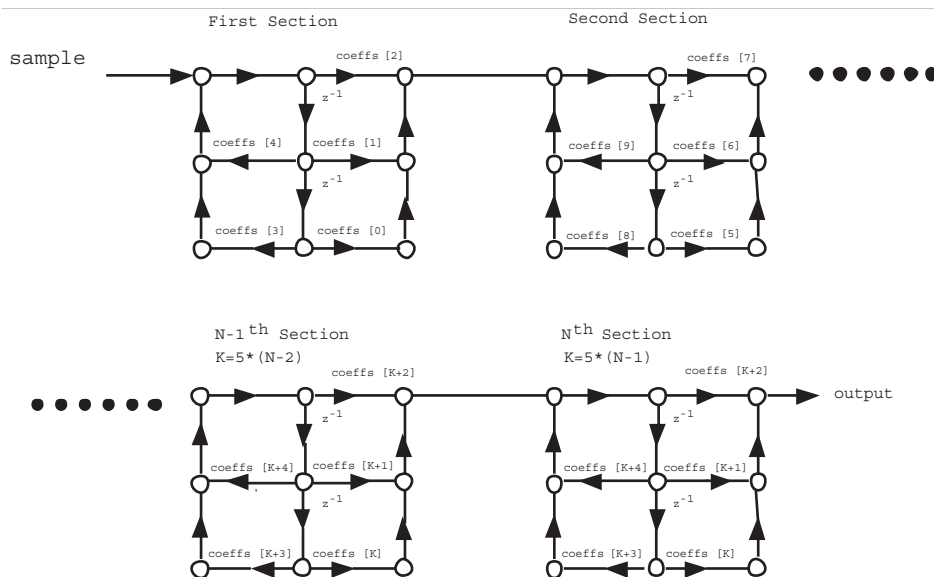 First Section
Second Section
sample
coeffs [2]
coeffs [7]
z-1
z-1
coeffs [4]
coeffs [1]
coeffs [9]
coeffs [6]
z-1
z-1
coeffs [3]
coeffs [0]
coeffs [8]
coeffs [5]
N-1 th Section
K=5*(N-2)
Nth Section
K=5*(N-1)
coeffs [K+2]
coeffs [K+2]
output
z-1
z-1
coeffs [K+4]
coeffs [K+1]
coeffs [K+4]
coeffs [K+1]
z-1
z-1
coeffs [K+3]
coeffs [K]
coeffs [K+3]
coeffs [K]